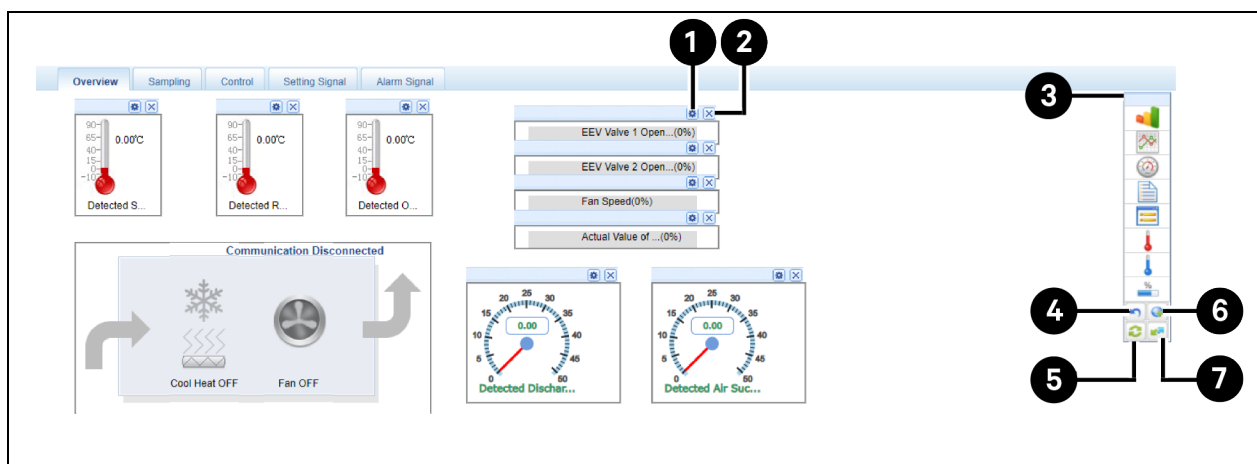 1 2
3
Overview Sampling Control Setting Signal Alarm Signal
90 65 40 15 0 -10 0.00℃
Detected S...
90 65 40 15 0 -10 0.00℃
Detected R...
90 65 40 15 0 -10 0.00℃
Detected O...
EEV Valve 1 Open...(0%)
EEV Valve 2 Open...(0%)
Fan Speed(0%)
Actual Value of ...(0%)
Communication Disconnected
Cool Heat OFF Fan OFF
0 5 10 15 20 25 30 40 45 50
0.00
Detected Dischar...
0 5 10 15 20 25 30 40 45 50
0.00
Detected Air Suc...
%
4 6
5 7